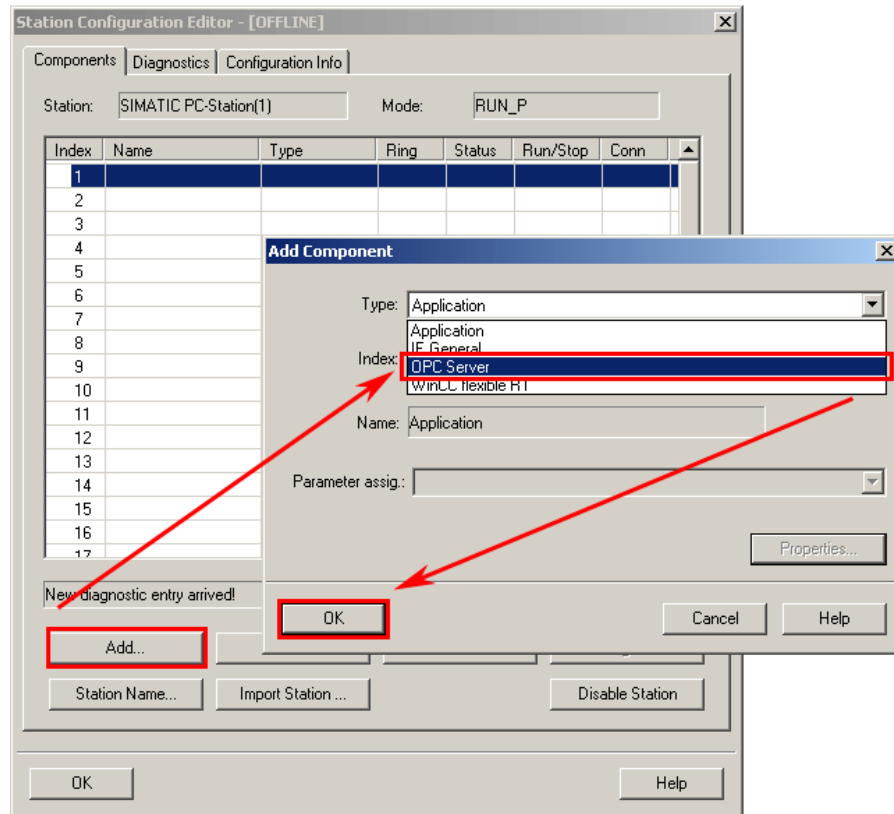 Station Configuration Editor - [OFFLINE]
Components Diagnostics Configuration Info
Station: SIMATIC PC-Station(1) Mode: RUN_P
Index Name Type Ring Status Run/Stop Conn
1
2
3
4
5
6
7
8
9
10
11
12
13
14
15
16
17
New diagnostic entry arrived!
Add...
Station Name... Import Station ... Disable Station
OK Help
Add Component
Type: Application
Application
IE General
OPC Server
WinCC flexible RT
Index:
Name: Application
Parameter assig.:
Properties...
OK Cancel Help